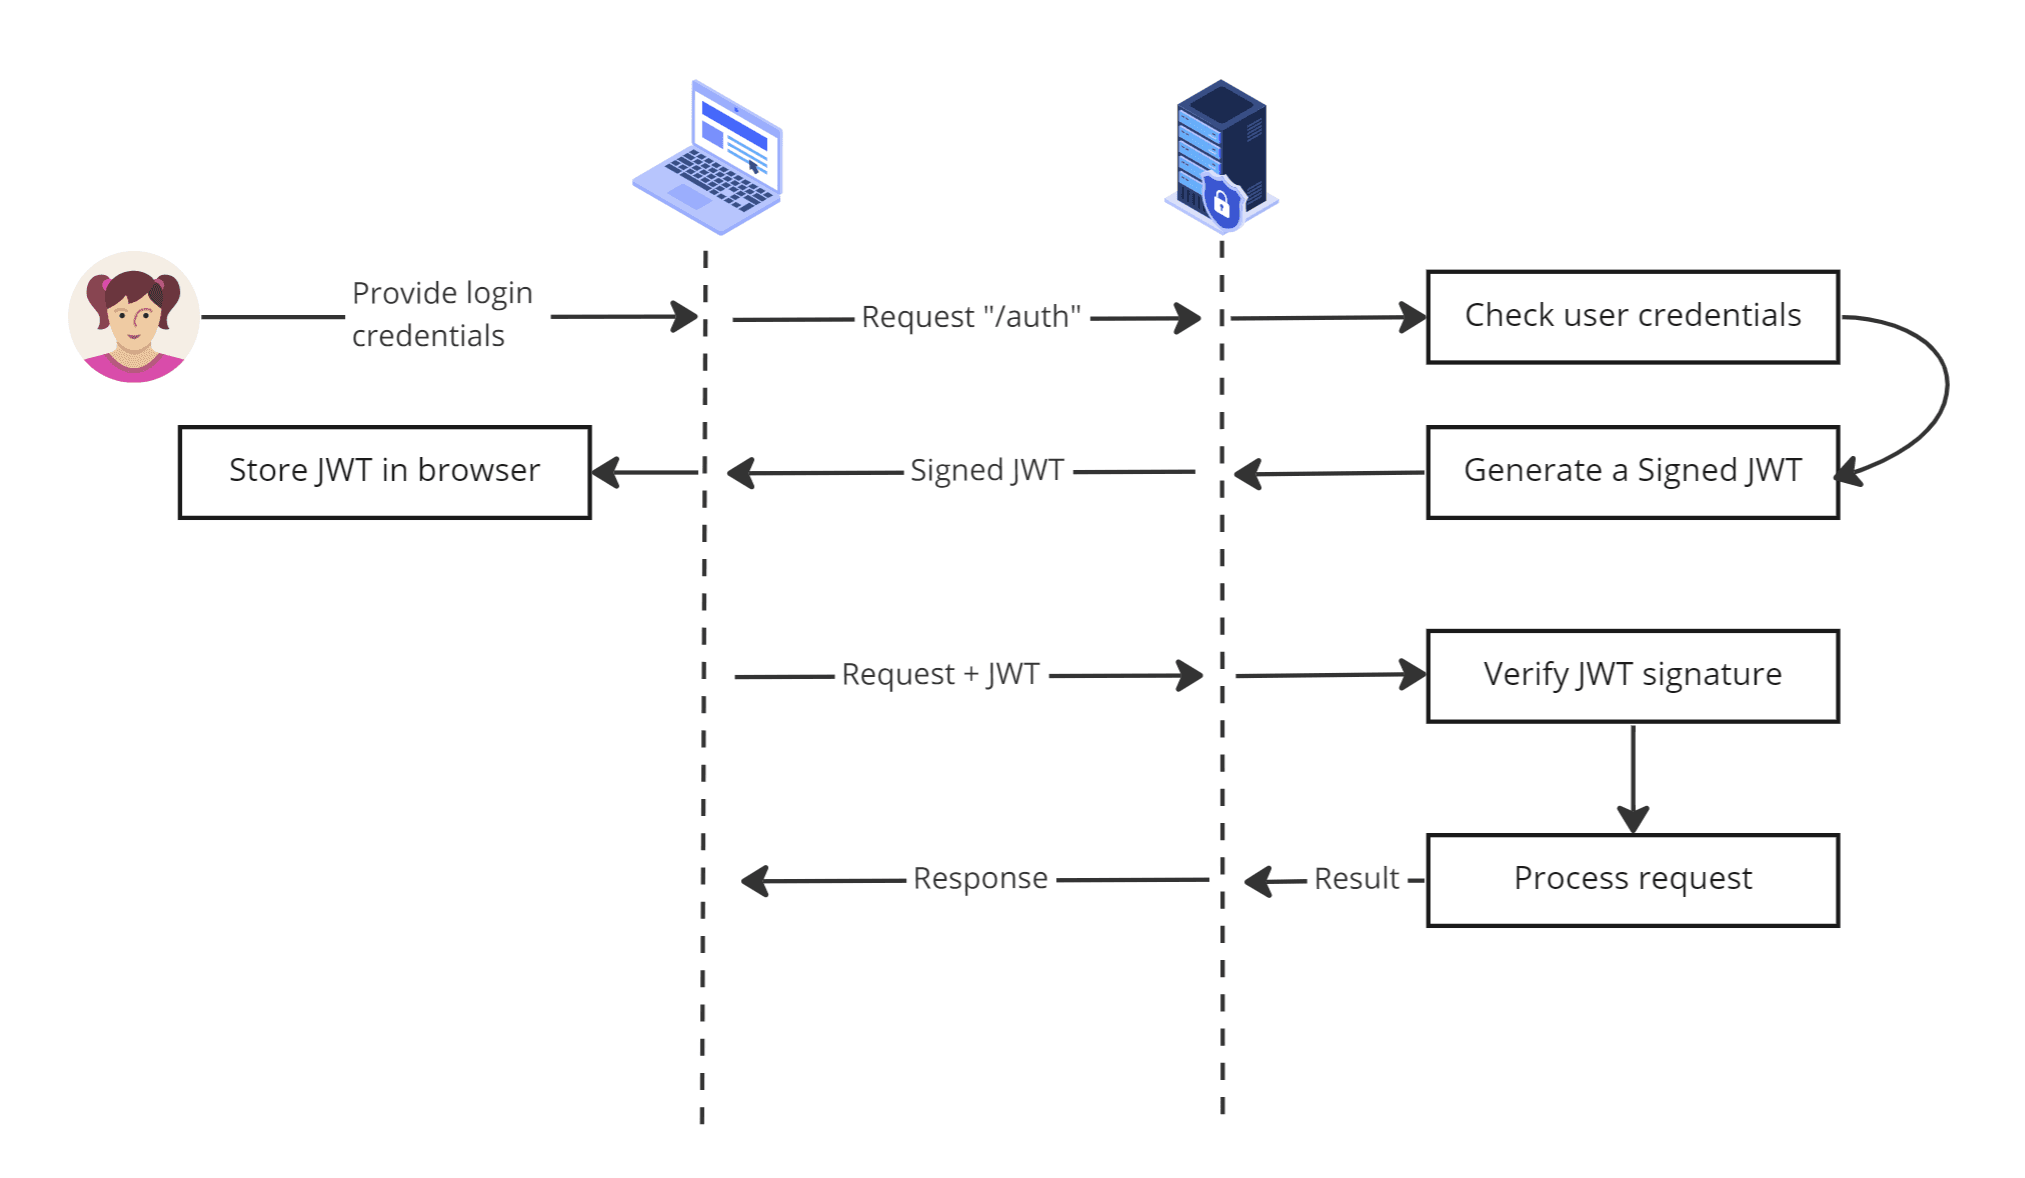 Provide login
credentials
Request "/auth"
Check user credentials
Store JWT in browser
Signed JWT
Generate a Signed JWT
Request + JWT
Verify JWT signature
Response
Result
Process request